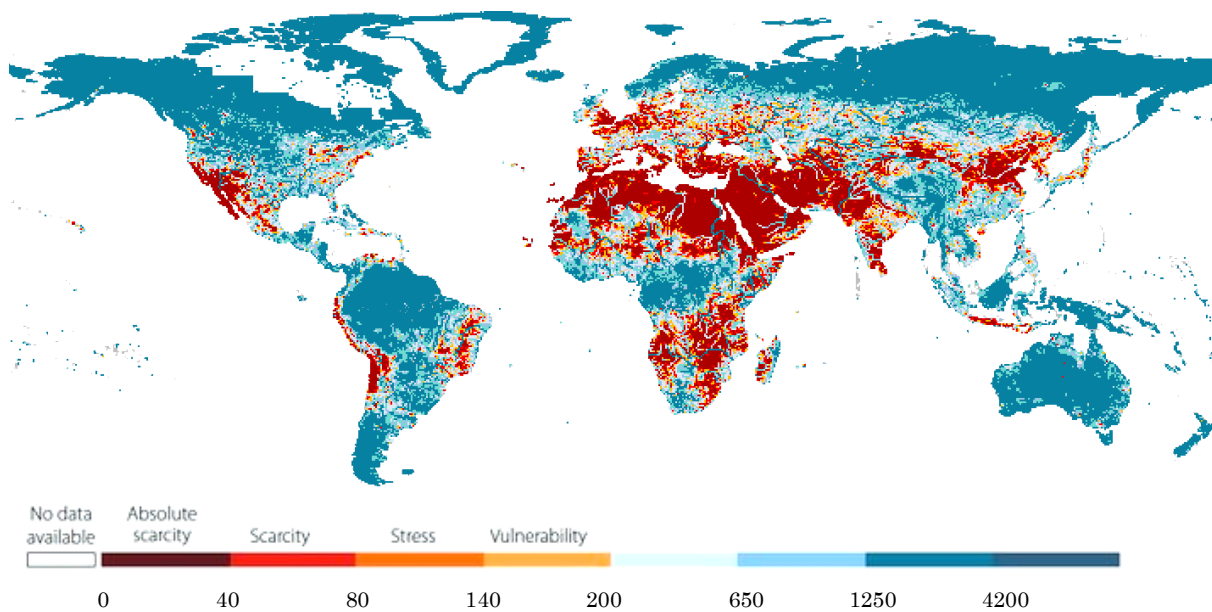 No data
available
Absolute
scarcity
Scarcity
Stress
Vulnerability
0 40 80 140 200 650 1250 4200